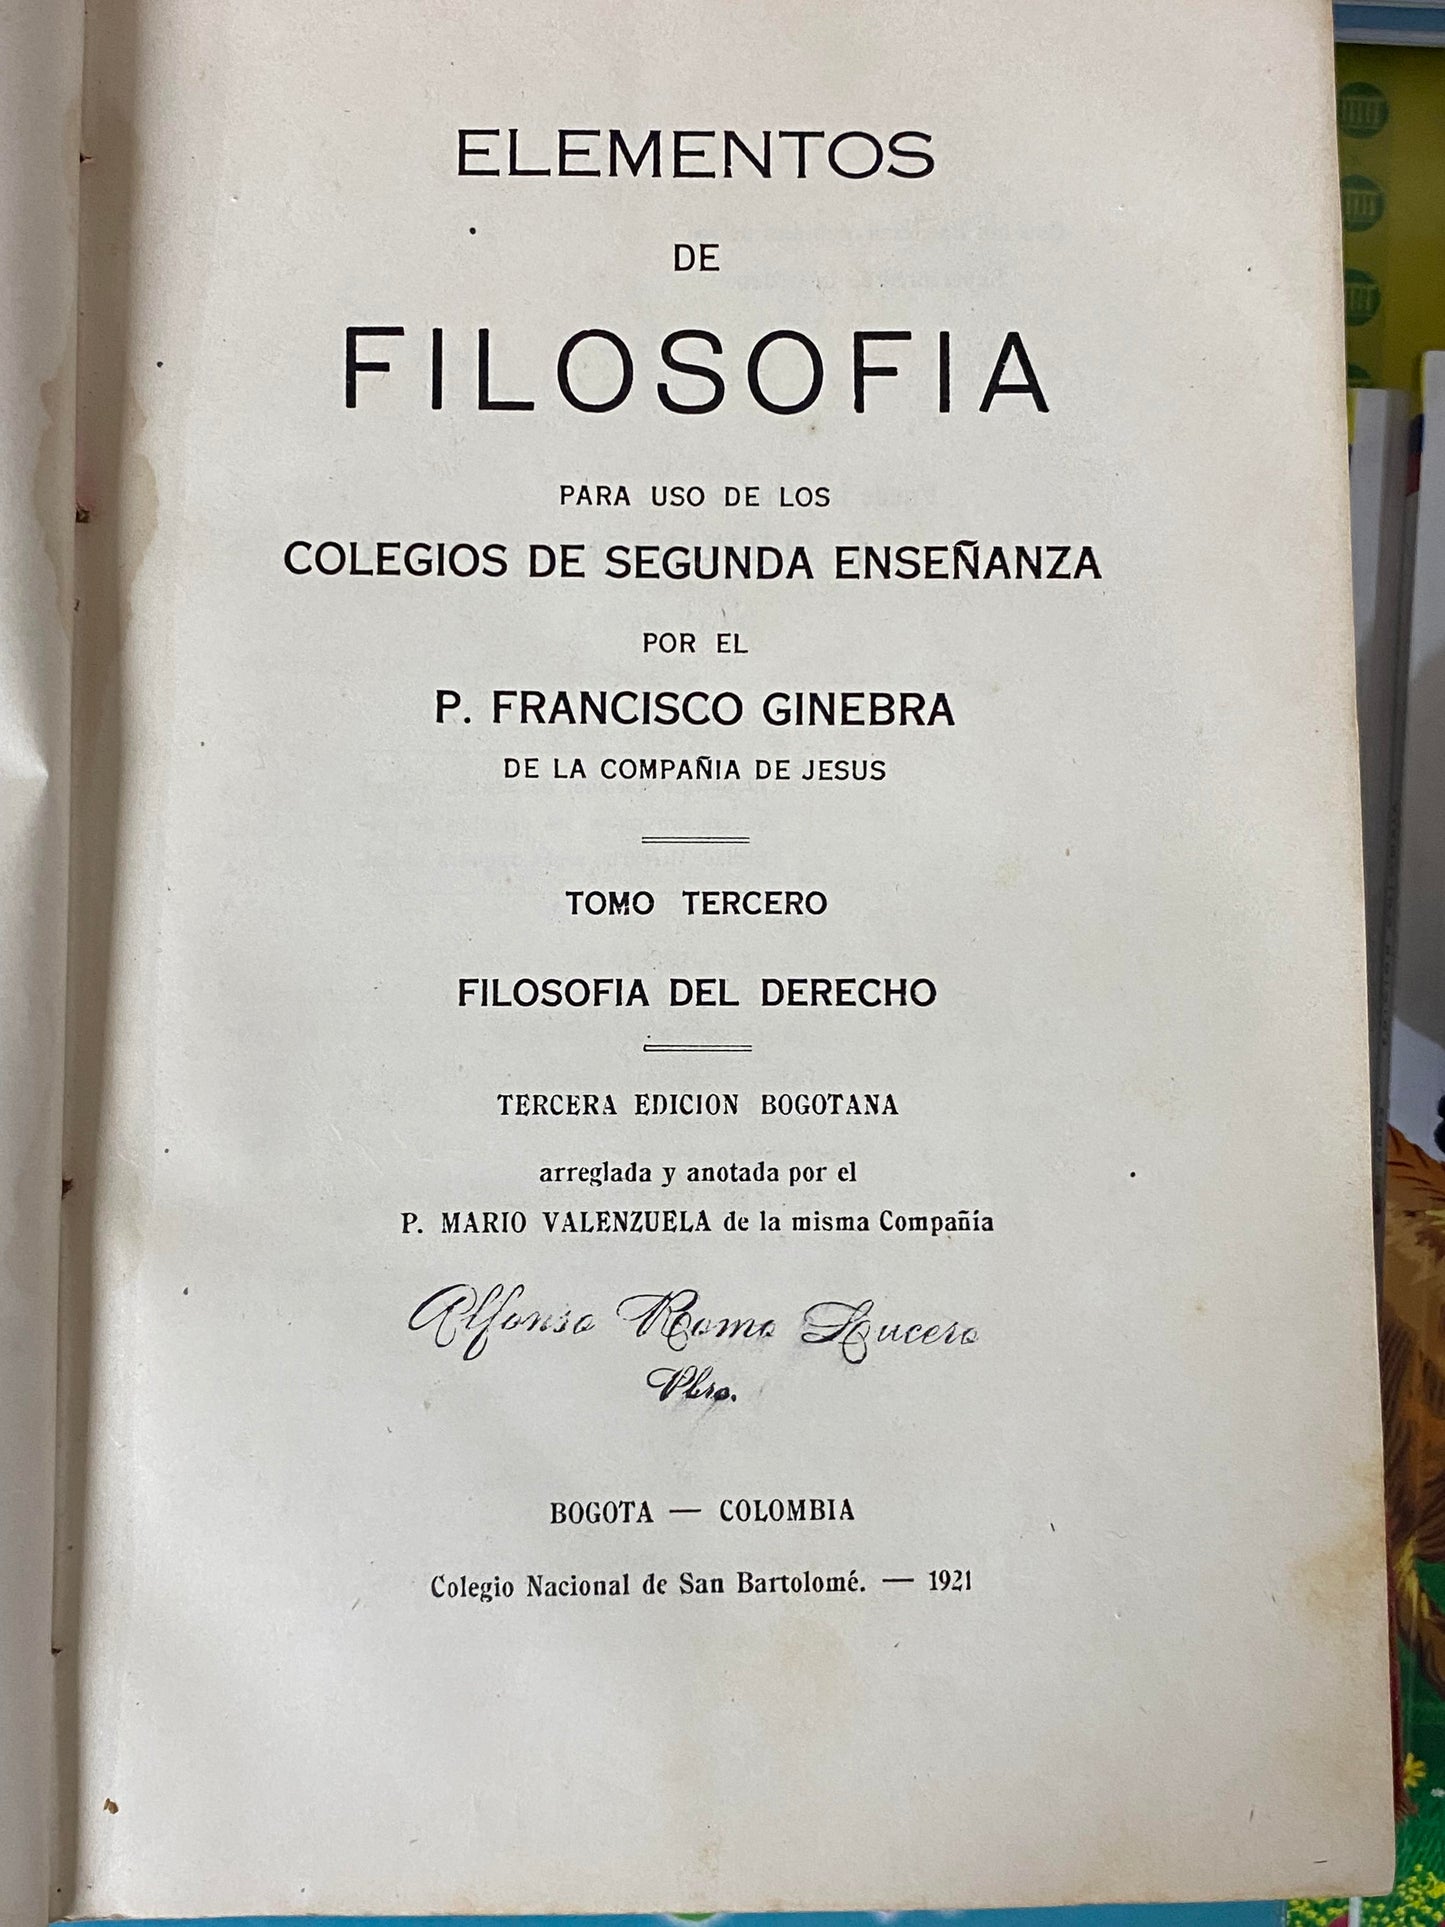 ELEMENTOS
DE
FILOSOFIA
PARA USO DE LOS
COLEGIOS DE SEGUNDA ENSEÑANZA
POR EL
P. FRANCISCO GINEBRA
DE LA COMPAÑIA DE JESUS
TOMO TERCERO
FILOSOFIA DEL DERECHO
TERCERA EDICION BOGOTANA
arreglada y anotada por el
P. MARIO VALENZUELA de la misma Compañía
Alfonso Romo Lucero
Pbro.
BOGOTA — COLOMBIA
Colegio Nacional de San Bartolomé. — 1921